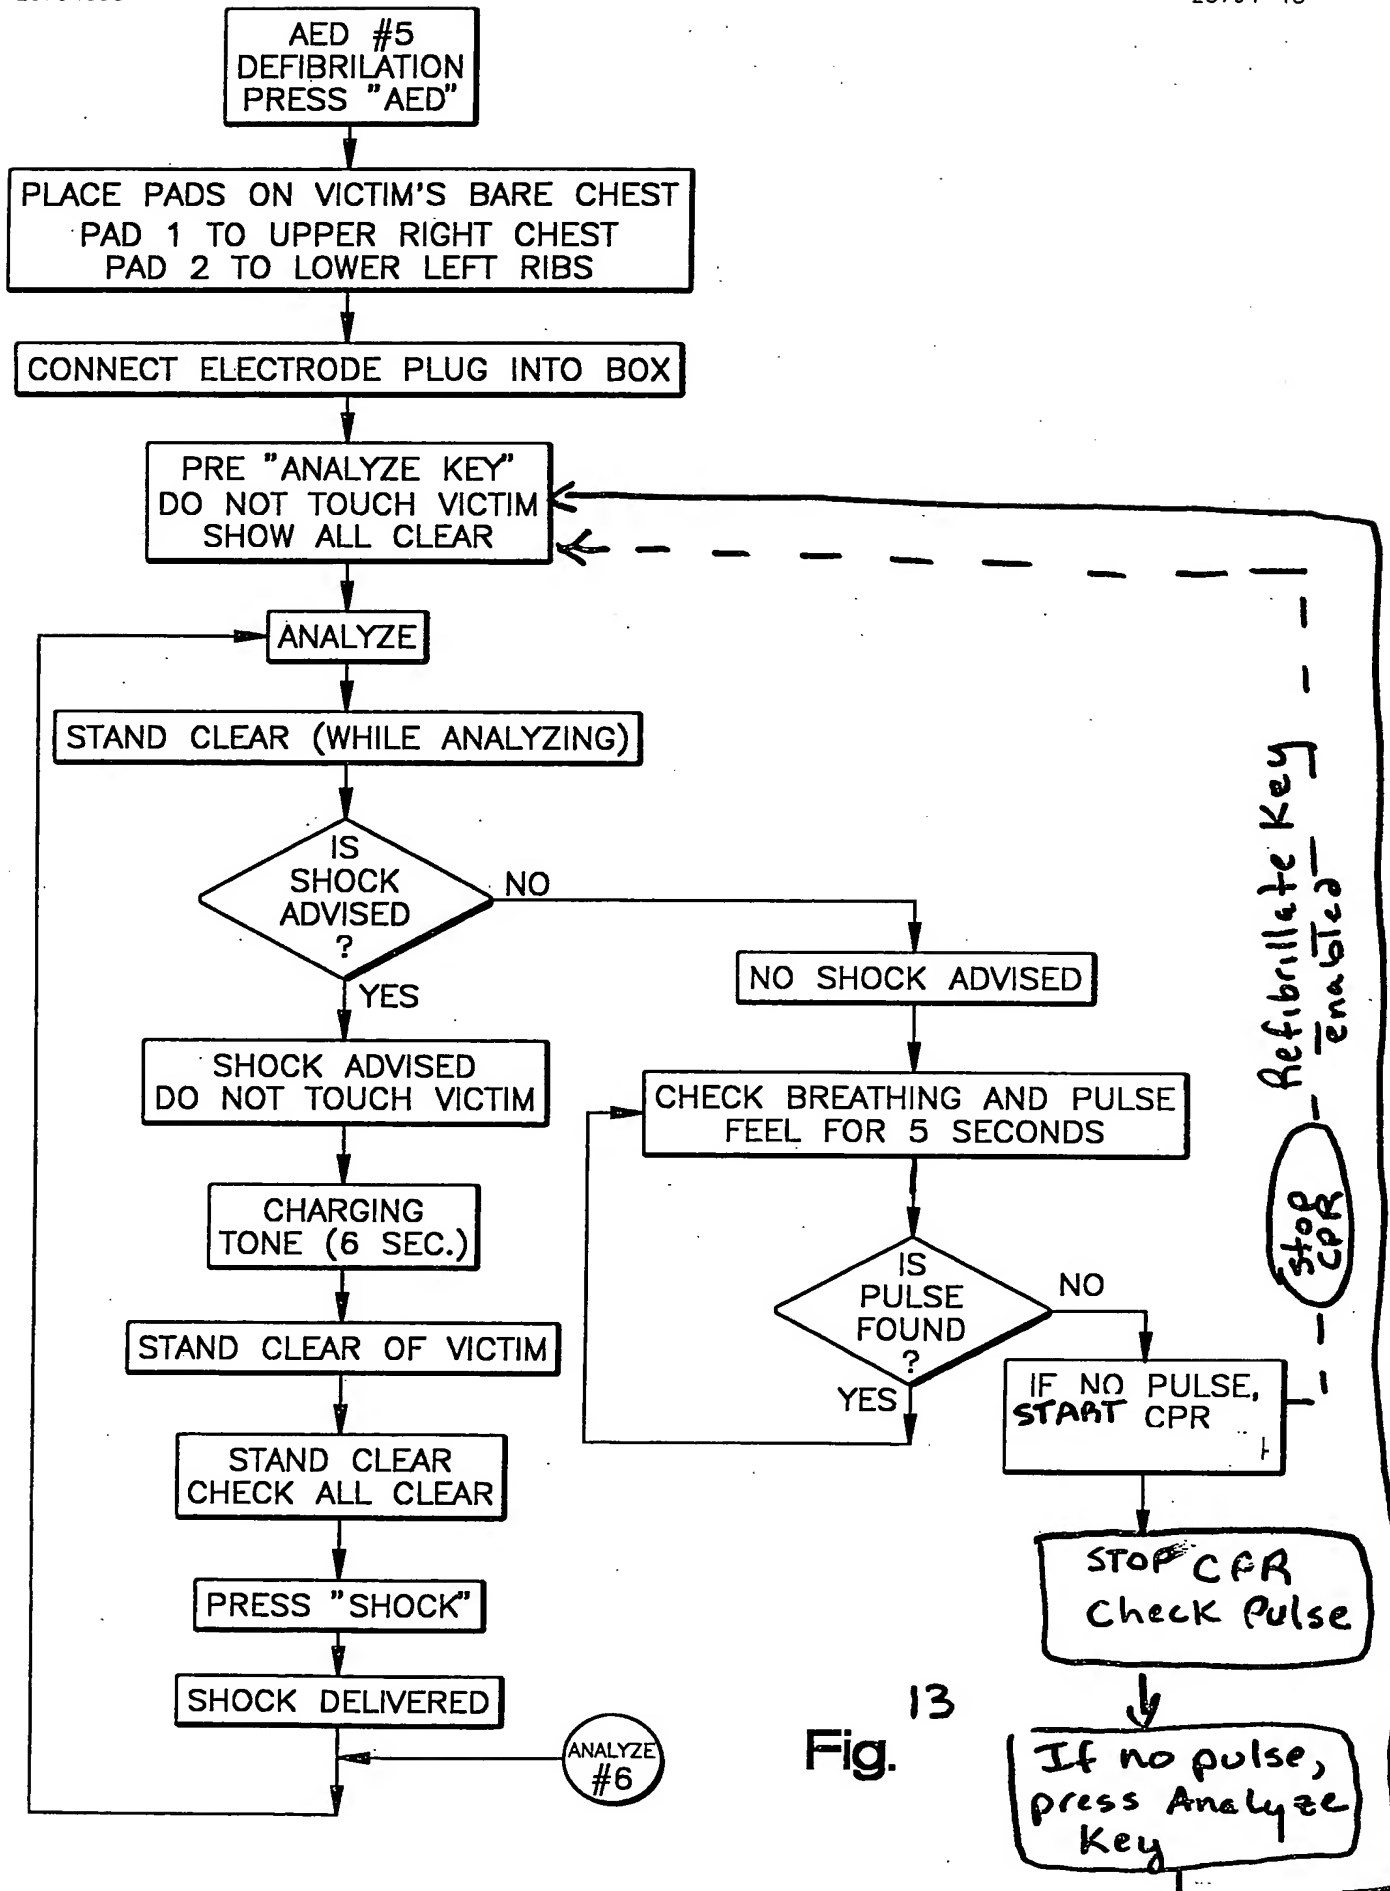 AED #5
DEFIBRILATION
PRESS "AED"
PLACE PADS ON VICTIM'S BARE CHEST
PAD 1 TO UPPER RIGHT CHEST
PAD 2 TO LOWER LEFT RIBS
CONNECT ELECTRODE PLUG INTO BOX
PRE "ANALYZE KEY"
DO NOT TOUCH VICTIM
SHOW ALL CLEAR
ANALYZE
STAND CLEAR (WHILE ANALYZING)
IS
SHOCK
ADVISED
?
NO
YES
SHOCK ADVISED
DO NOT TOUCH VICTIM
CHARGING
TONE (6 SEC.)
STAND CLEAR OF VICTIM
STAND CLEAR
CHECK ALL CLEAR
PRESS "SHOCK"
SHOCK DELIVERED
ANALYZE
#6
NO SHOCK ADVISED
CHECK BREATHING AND PULSE
FEEL FOR 5 SECONDS
IS
PULSE
FOUND
?
NO
YES
IF NO PULSE,
START CPR
Refibrillate Key
enabled
Stop
CPR
STOP CPR
Check Pulse
If no pulse,
press Analyze
Key
Fig. 13